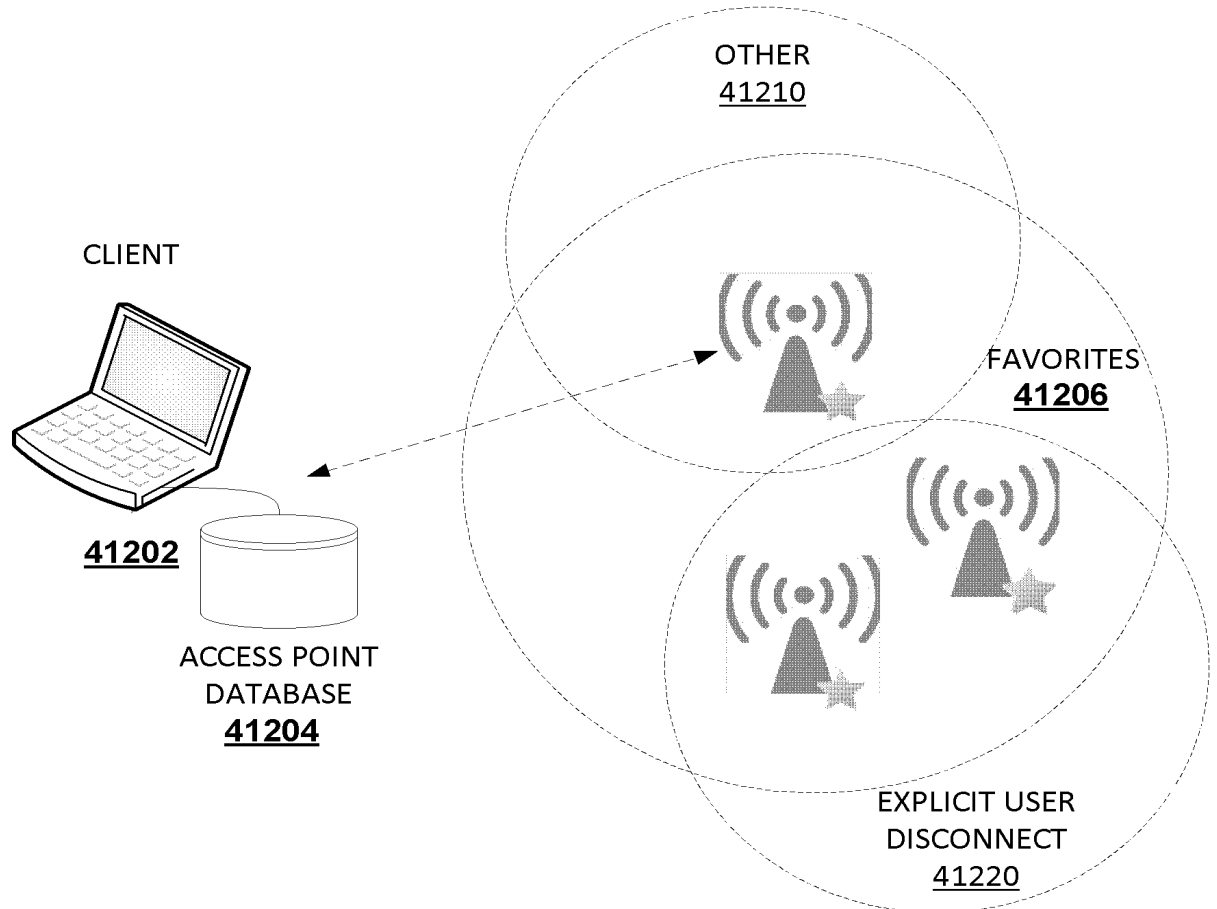 OTHER
41210
CLIENT
FAVORITES
41206
41202
ACCESS POINT
DATABASE
41204
EXPLICIT USER
DISCONNECT
41220